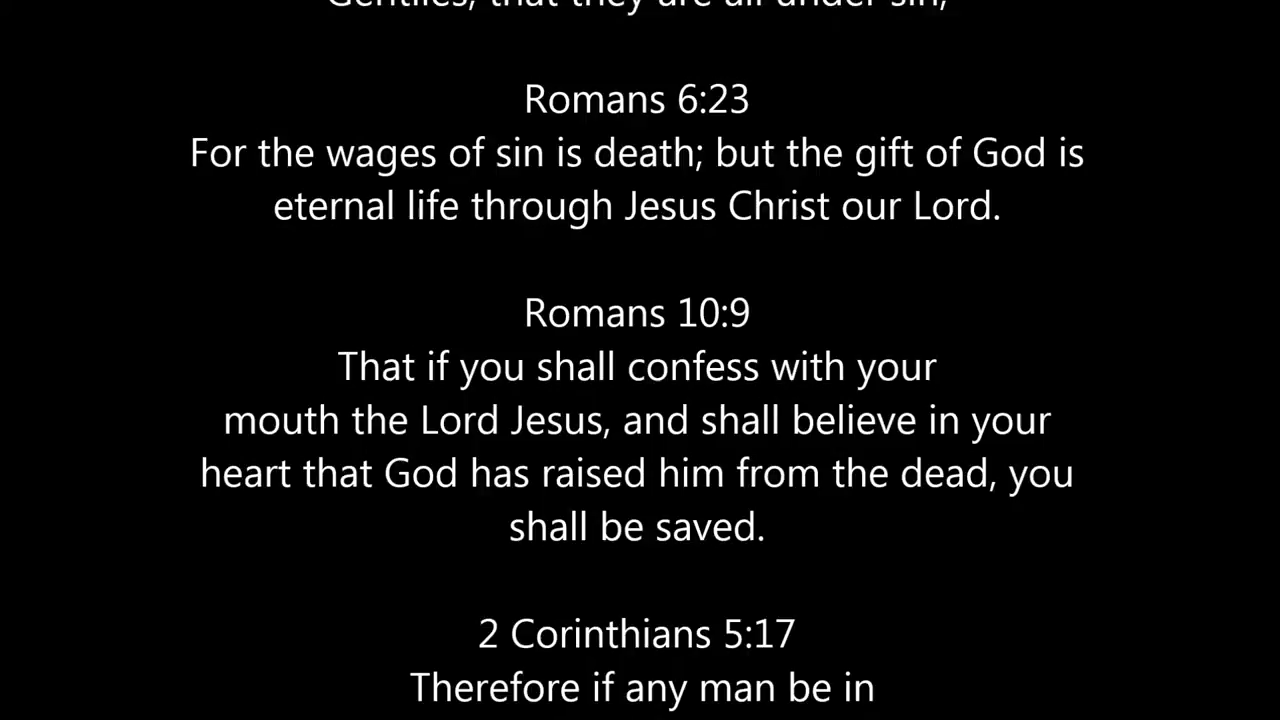 Gentiles, that they are all under sin,
Romans 6:23
For the wages of sin is death; but the gift of God is
eternal life through Jesus Christ our Lord.
Romans 10:9
That if you shall confess with your
mouth the Lord Jesus, and shall believe in your
heart that God has raised him from the dead, you
shall be saved.
2 Corinthians 5:17
Therefore if any man be in